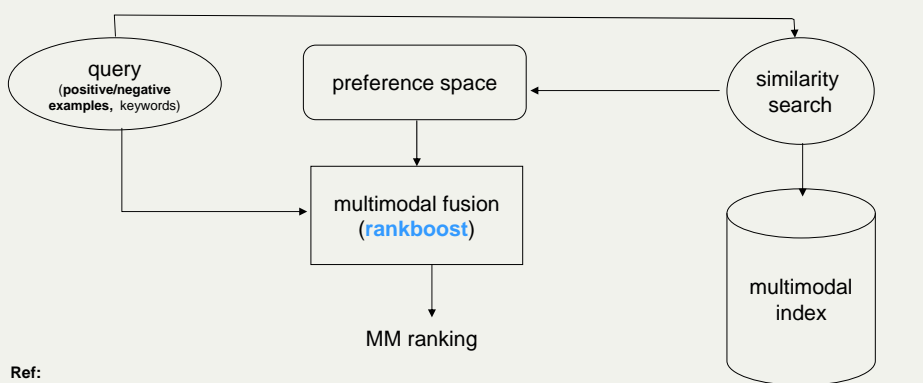 query
(positive/negative
examples, keywords)
preference space
similarity
search
multimodal fusion
(rankboost)
multimodal
index
MM ranking
Ref: